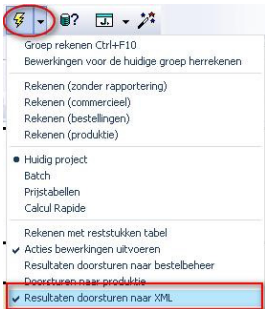 ?
Groep rekenen Ctrl+F10
Bewerkingen voor de huidige groep herrekenen
Rekenen (zonder rapportering)
Rekenen (commercieel)
Rekenen (bestellingen)
Rekenen (produktie)
Huidig project
Batch
Prijstabellen
Calcul Rapide
Rekenen met reststukken tabel
Acties bewerkingen uitvoeren
Resultaten doorsturen naar bestelbeheer
Doorsturen naar produktie
Resultaten doorsturen naar XML